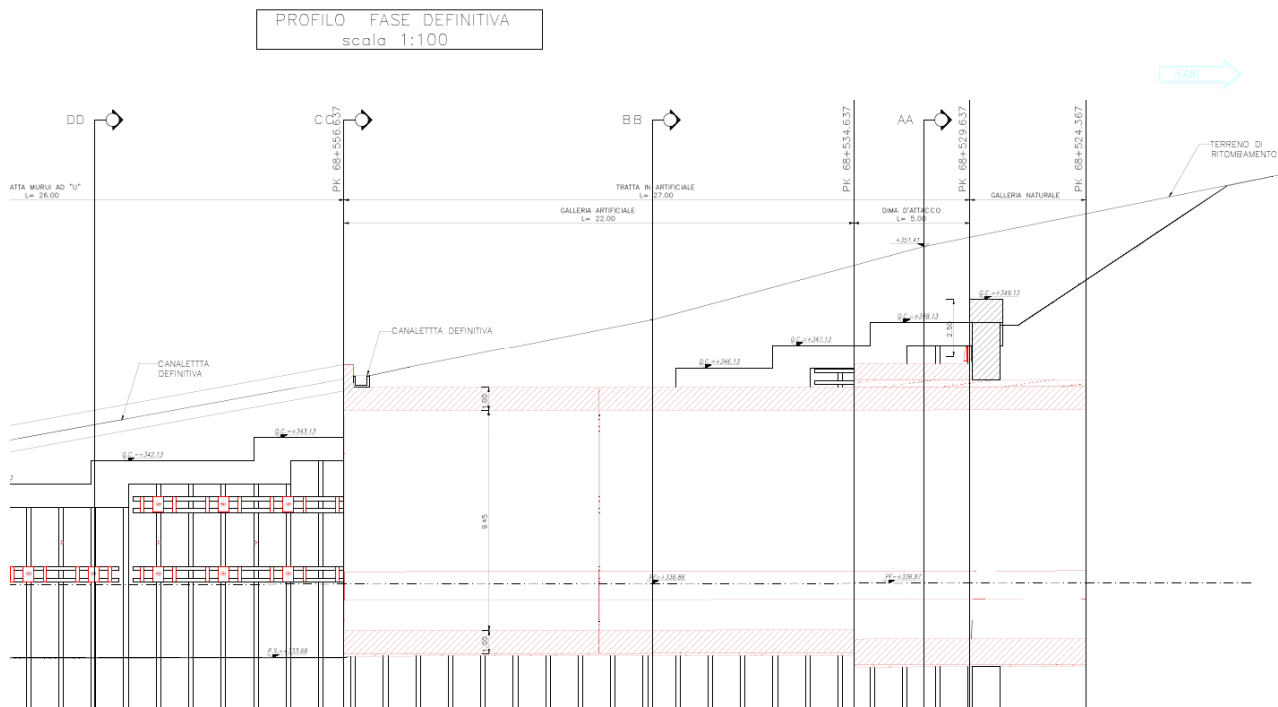 PROFILO FASE DEFINITIVA
scala 1:100
BARI
DD
CC
BB
AA
PK 68+556.637
PK 68+534.637
PK 68+529.637
PK 68+524.367
TERRENO DI
RITOMBAMENTO
ATTA MURUI AD "U"
L= 26.00
TRATTA IN ARTIFICIALE
L= 27.00
GALLERIA NATURALE
GALLERIA ARTIFICIALE
L= 22.00
DIMA D'ATTACCO
L= 5.00
+351.41
Q.C.=+349.13
2.50
Q.C.=+348.13
CANALETTTA DEFINITIVA
Q.C.=+347.13
CANALETTTA
DEFINITIVA
Q.C.=+346.13
1.00
Q.C.=+343.13
Q.C.=+342.13
9.45
PF=+336.86
PF=+336.87
1.00
P.S.=+333.68